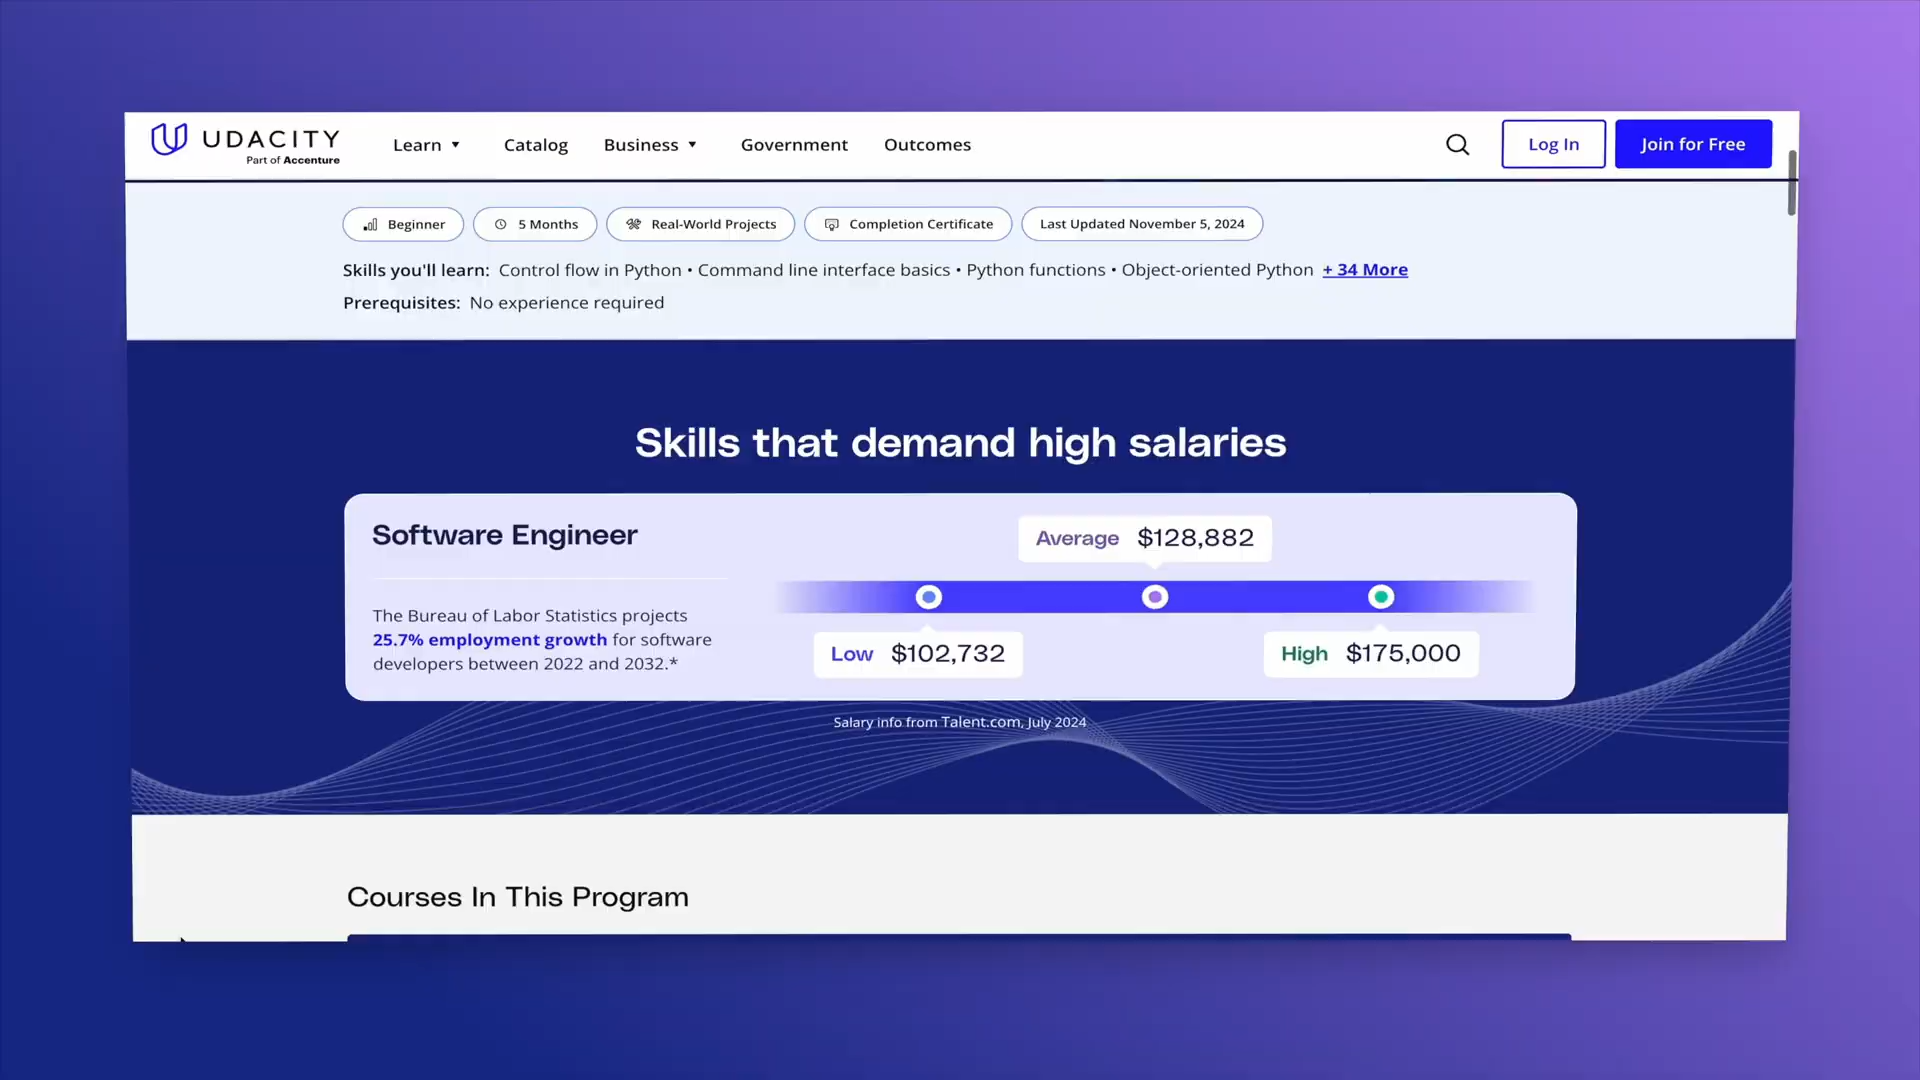 UDACITY
Part of Accenture
Learn
Catalog
Business
Government
Outcomes
Log In
Join for Free
Beginner
5 Months
Real-World Projects
Completion Certificate
Last Updated November 5, 2024
Skills you'll learn: Control flow in Python • Command line interface basics • Python functions • Object-oriented Python + 34 More
Prerequisites: No experience required
Skills that demand high salaries
Software Engineer
The Bureau of Labor Statistics projects
25.7% employment growth for software
developers between 2022 and 2032.*
Average $128,882
Low $102,732
High $175,000
Salary info from Talent.com, July 2024
Courses In This Program